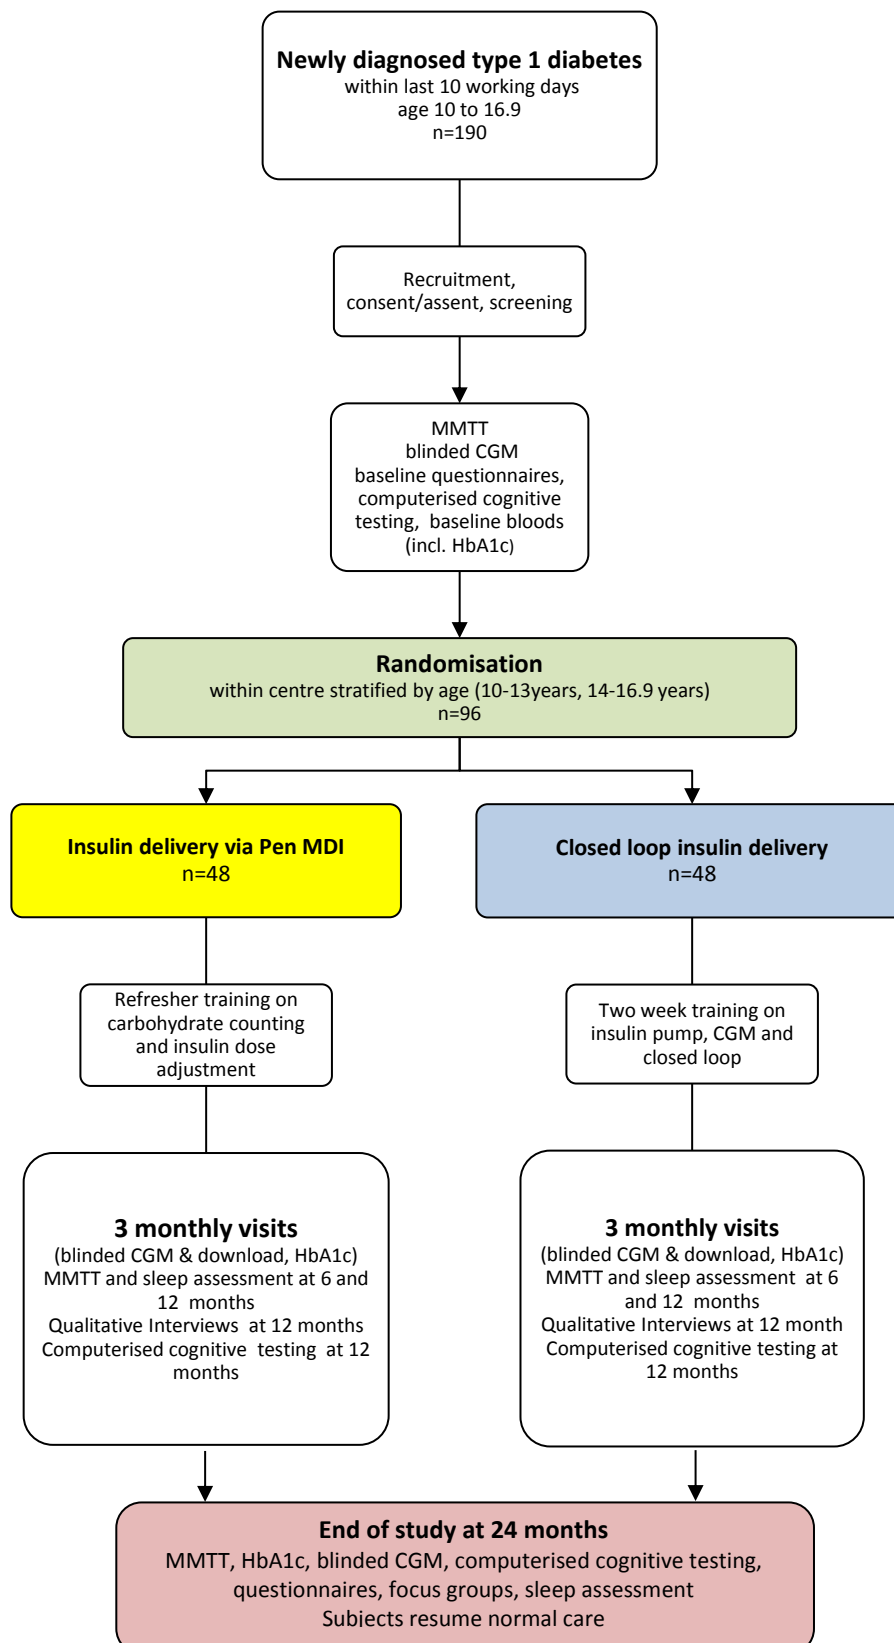 Newly diagnosed type 1 diabetes
within last 10 working days
age 10 to 16.9
n=190
Recruitment,
consent/assent, screening
MMTT
blinded CGM
baseline questionnaires,
computerised cognitive
testing, baseline bloods
(incl. HbA1c)
Randomisation
within centre stratified by age (10-13years, 14-16.9 years)
n=96
Insulin delivery via Pen MDI
n=48
Closed loop insulin delivery
n=48
Refresher training on
carbohydrate counting
and insulin dose
adjustment
Two week training on
insulin pump, CGM and
closed loop
3 monthly visits
(blinded CGM & download, HbA1c)
MMTT and sleep assessment at 6 and
12 months
Qualitative Interviews at 12 months
Computerised cognitive testing at 12
months
3 monthly visits
(blinded CGM & download, HbA1c)
MMTT and sleep assessment at 6
and 12 months
Qualitative Interviews at 12 month
Computerised cognitive testing at
12 months
End of study at 24 months
MMTT, HbA1c, blinded CGM, computerised cognitive testing,
questionnaires, focus groups, sleep assessment
Subjects resume normal care